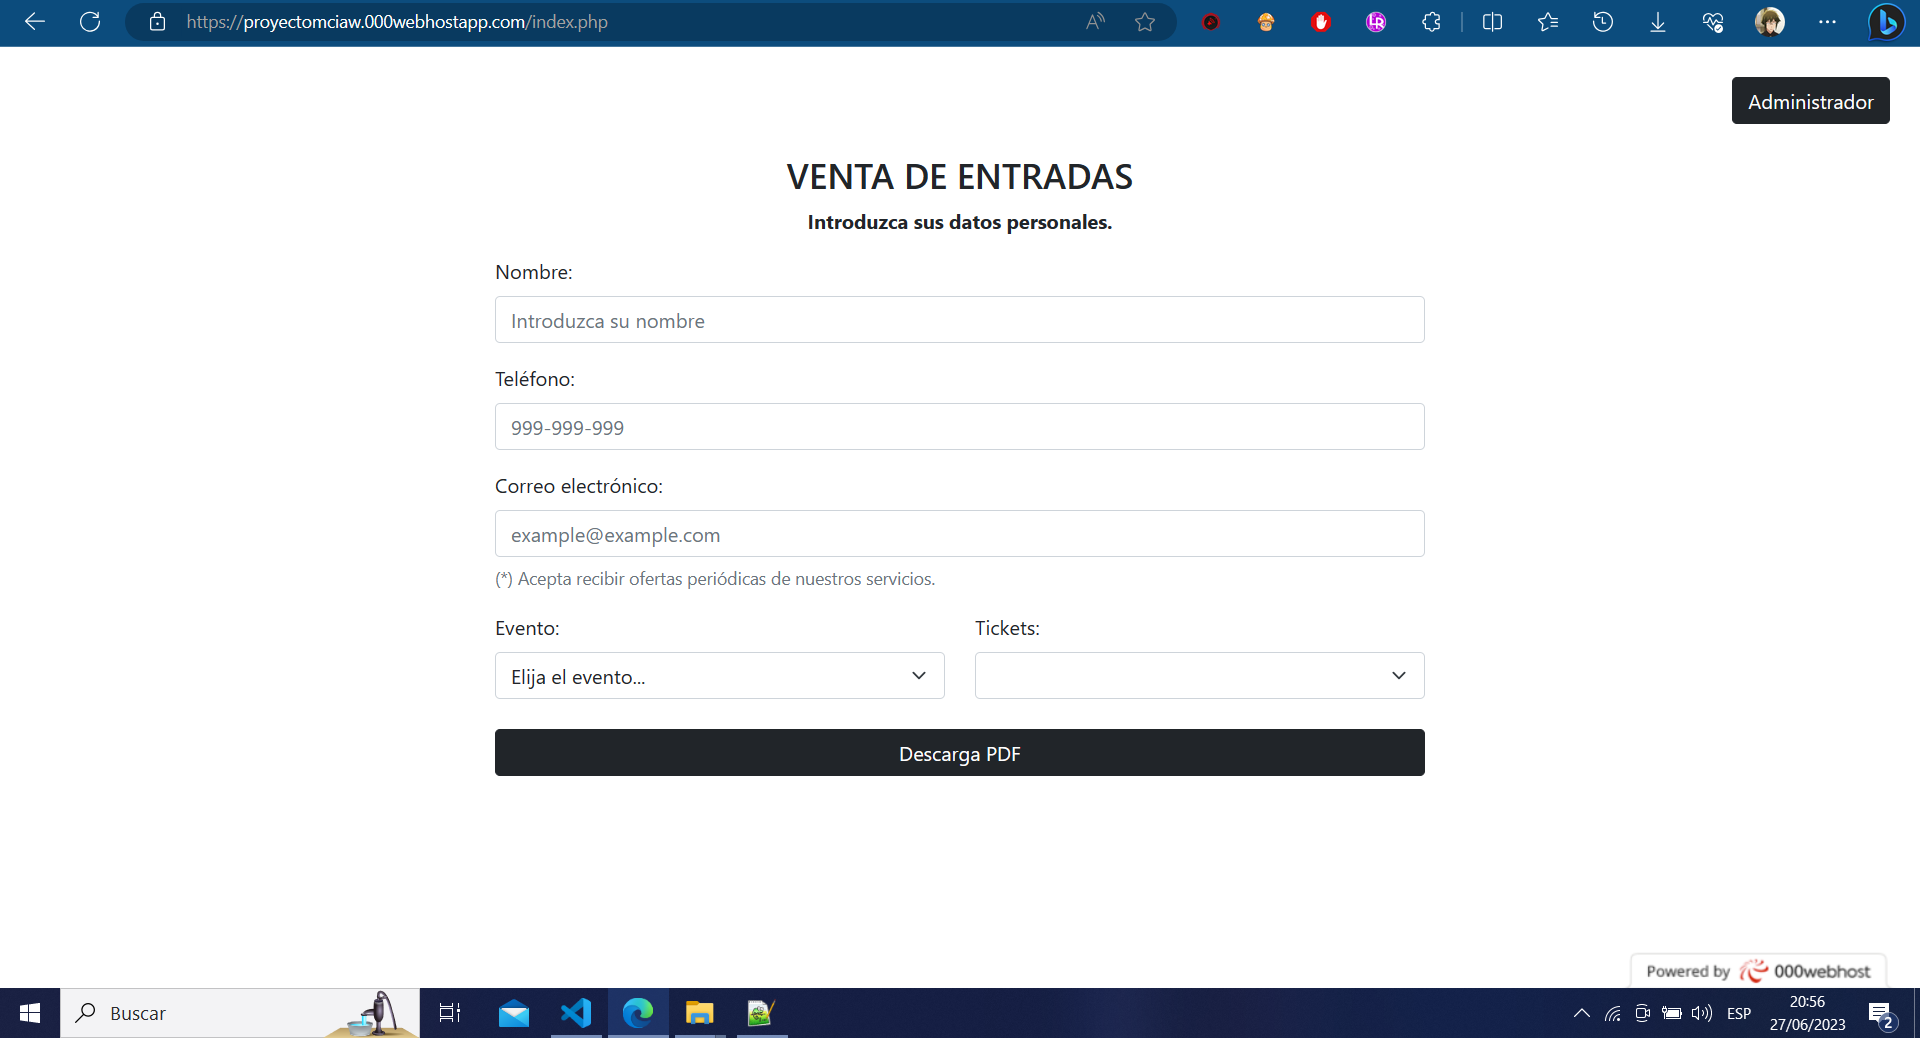 https://proyectomciaw.000webhostapp.com/index.php
Administrador
VENTA DE ENTRADAS
Introduzca sus datos personales.
Nombre:
Introduzca su nombre
Teléfono:
999-999-999
Correo electrónico:
example@example.com
(*) Acepta recibir ofertas periódicas de nuestros servicios.
Evento:
Tickets:
Elija el evento...
Descarga PDF
Powered by 000webhost
Buscar
ESP
20:56
27/06/2023
2